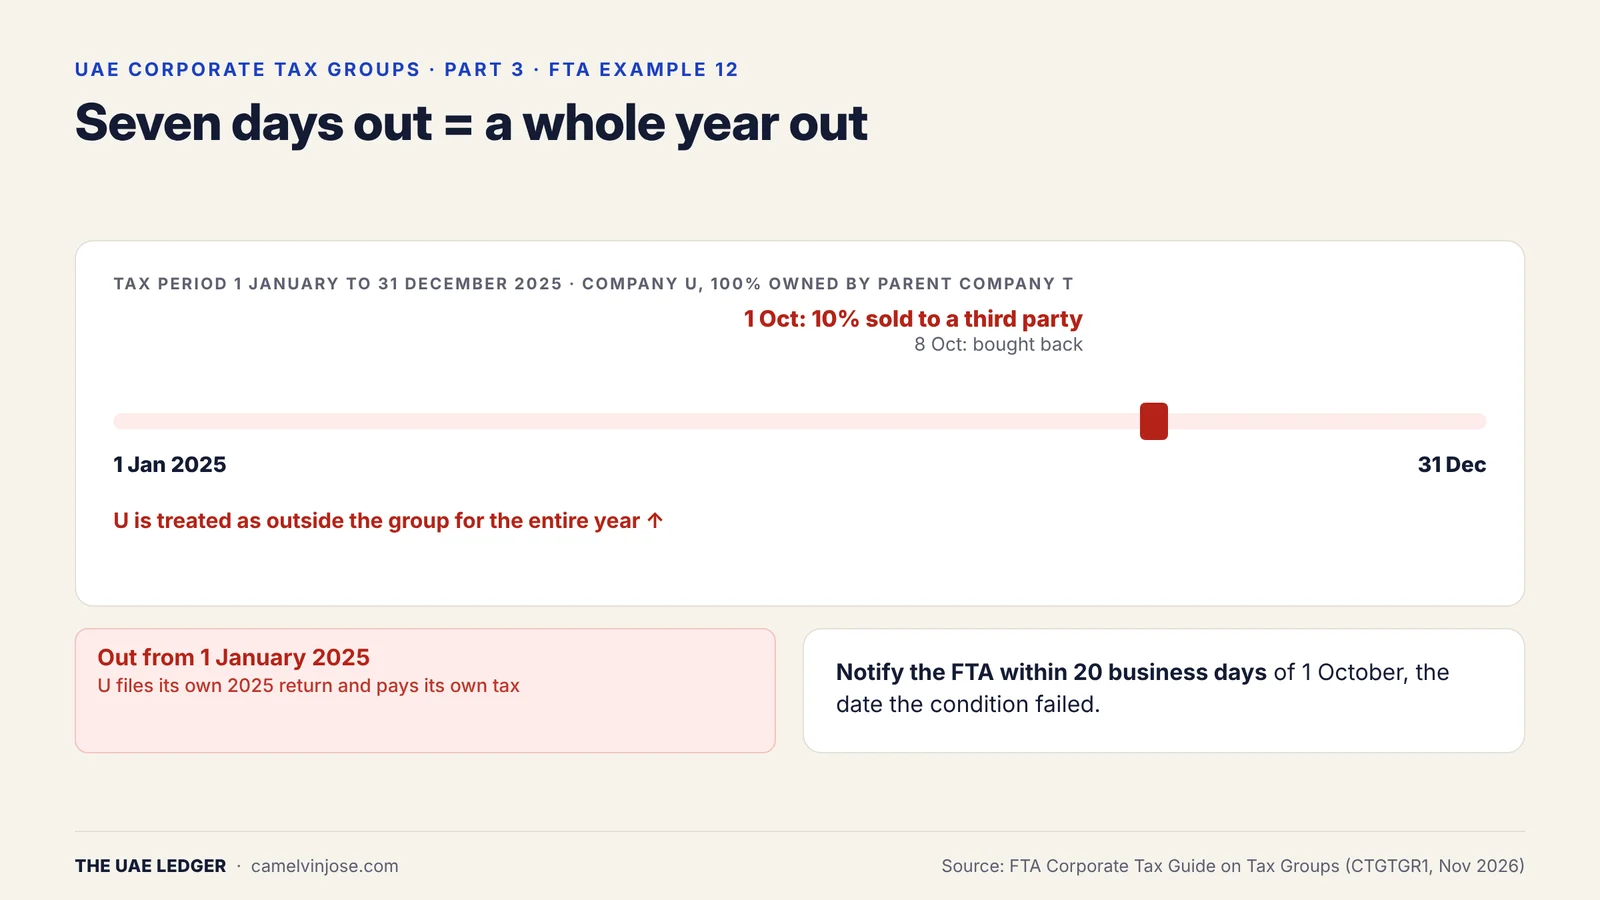 UAE CORPORATE TAX GROUPS · PART 3 · FTA EXAMPLE 12
Seven days out = a whole year out
TAX PERIOD 1 JANUARY TO 31 DECEMBER 2025 · COMPANY U, 100% OWNED BY PARENT COMPANY T
1 Oct: 10% sold to a third party
8 Oct: bought back
1 Jan 2025
31 Dec
U is treated as outside the group for the entire year ↑
Out from 1 January 2025
U files its own 2025 return and pays its own tax
Notify the FTA within 20 business days of 1 October, the
date the condition failed.
THE UAE LEDGER · camelvinjose.com
Source: FTA Corporate Tax Guide on Tax Groups (CTGTGR1, Nov 2026)